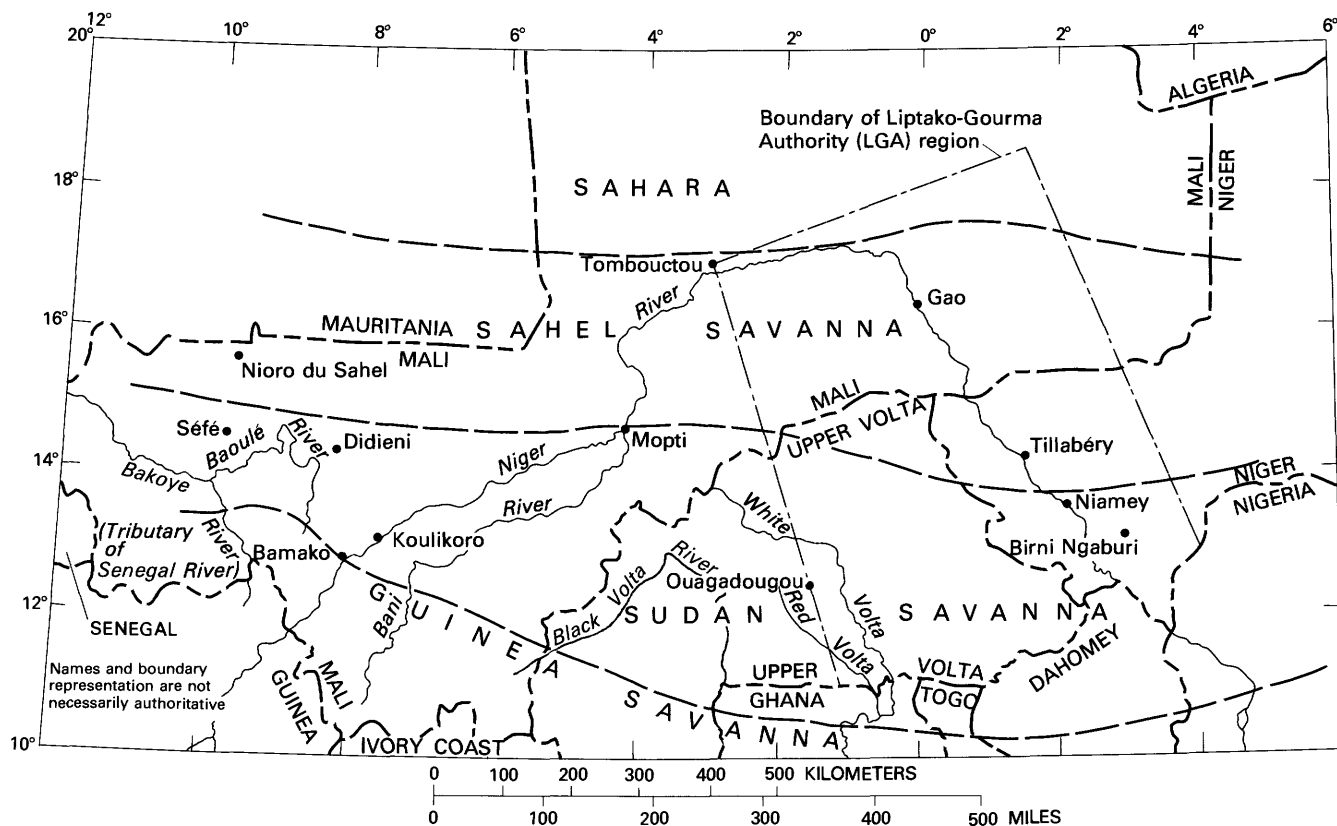 12° 10° 8° 6° 4° 2° 0° 2° 4° 6°
20°
ALGERIA
Boundary of Liptako-Gourma
Authority (LGA) region
MALI
NIGER
18°
SAHARA
Tombouctou
River
Gao
16°
MAURITANIA
SAHEL SAVANNA
MALI
Nioro du Sahel
MALI
UPPER VOLTA
Séfé
Baoulé
River
Didieni
Mopti
Tillabéry
14°
Niger
NIGER
NIGERIA
Bakoye
River
River
White
Niamey
(Tributary
of
Senegal River)
Koulikoro
Bamako
Birni Ngaburi
River
Ouagadougou
12°
GUINEA
Bani
Black
Volta
SUDAN
Red
Volta
Volta
SAVANNA
SENEGAL
DAHOMEY
Names and boundary
representation are not
necessarily authoritative
MALI
GUINEA
UPPER
VOLTA
GHANA
TOGO
SAVANNA
10°
IVORY COAST
0 100 200 300 400 500 KILOMETERS
0 100 200 300 400 500 MILES